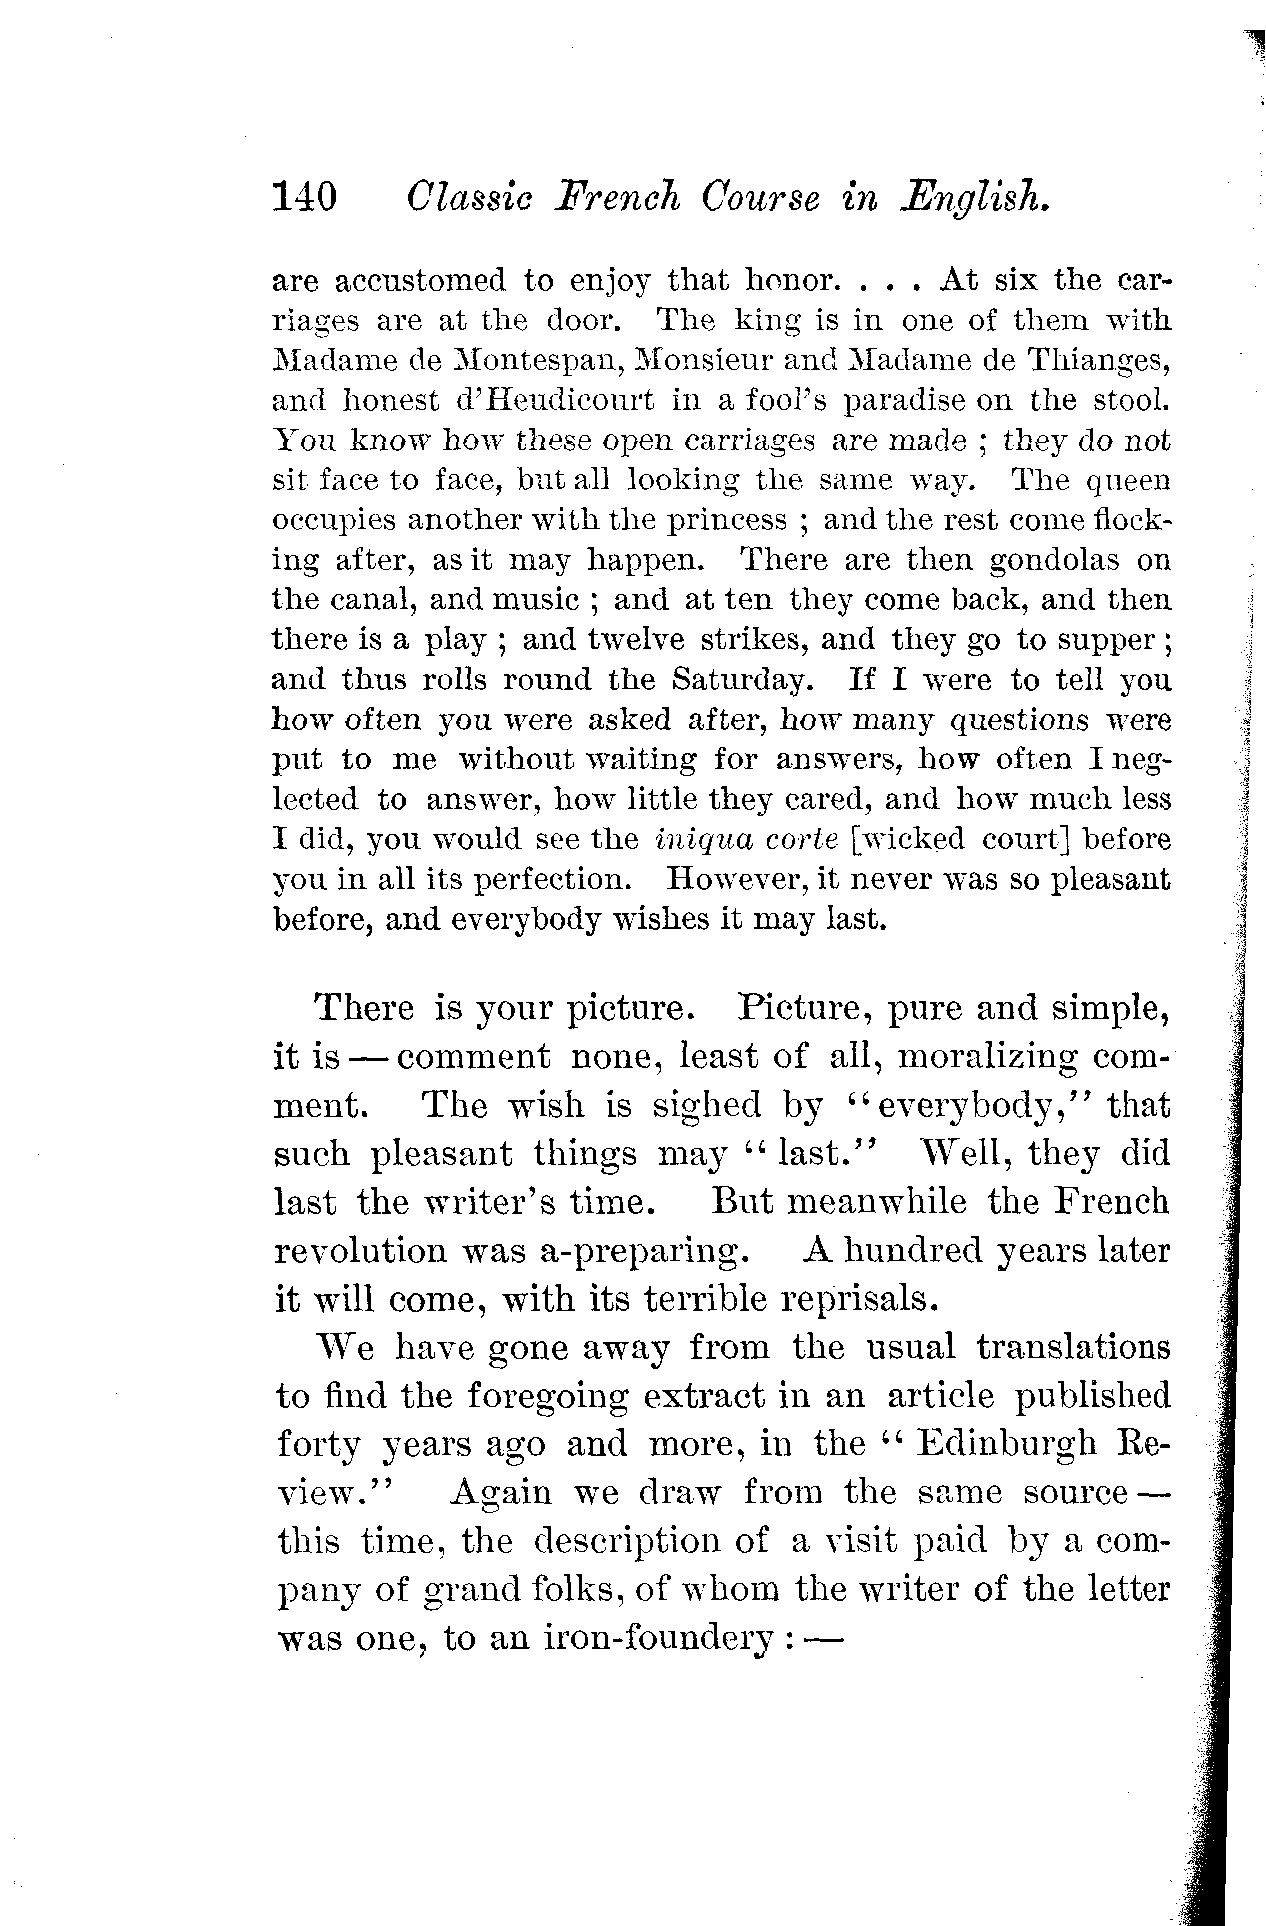 140 Classic French Course in English.
are accustomed to enjoy that honor. . . . At six the car-
riages are at the door. The king is in one of them with
Madame de Montespan, Monsieur and Madame de Thianges,
and honest d'Heudicourt in a fool's paradise on the stool.
You know how these open carriages are made ; they do not
sit face to face, but all looking the same way. The queen
occupies another with the princess ; and the rest come flock-
ing after, as it may happen. There are then gondolas on
the canal, and music ; and at ten they come back, and then
there is a play ; and twelve strikes, and they go to supper ;
and thus rolls round the Saturday. If I were to tell you
how often you were asked after, how many questions were
put to me without waiting for answers, how often I neg-
lected to answer, how little they cared, and how much less
I did, you would see the iniqua corte [wicked court] before
you in all its perfection. However, it never was so pleasant
before, and everybody wishes it may last.
There is your picture. Picture, pure and simple,
it is — comment none, least of all, moralizing com-
ment. The wish is sighed by “everybody,” that
such pleasant things may “last.” Well, they did
last the writer's time. But meanwhile the French
revolution was a-preparing. A hundred years later
it will come, with its terrible reprisals.
We have gone away from the usual translations
to find the foregoing extract in an article published
forty years ago and more, in the “Edinburgh Re-
view.” Again we draw from the same source —
this time, the description of a visit paid by a com-
pany of grand folks, of whom the writer of the letter
was one, to an iron-foundery : —